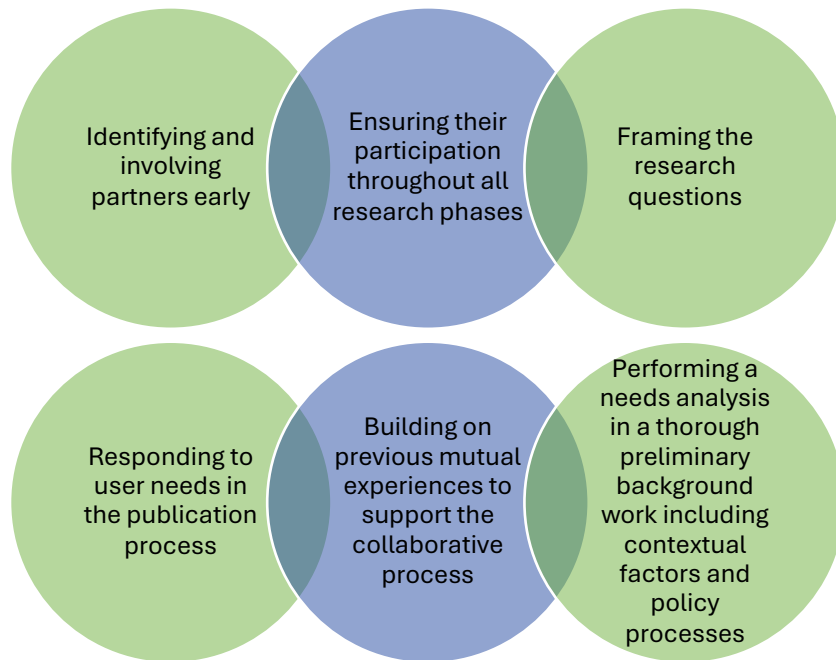 Identifying and
involving
partners early
Ensuring their
participation
throughout all
research phases
Framing the
research
questions
Responding to
user needs in
the publication
process
Building on
previous mutual
experiences to
support the
collaborative
process
Performing a
needs analysis
in a thorough
preliminary
background
work including
contextual
factors and
policy
processes